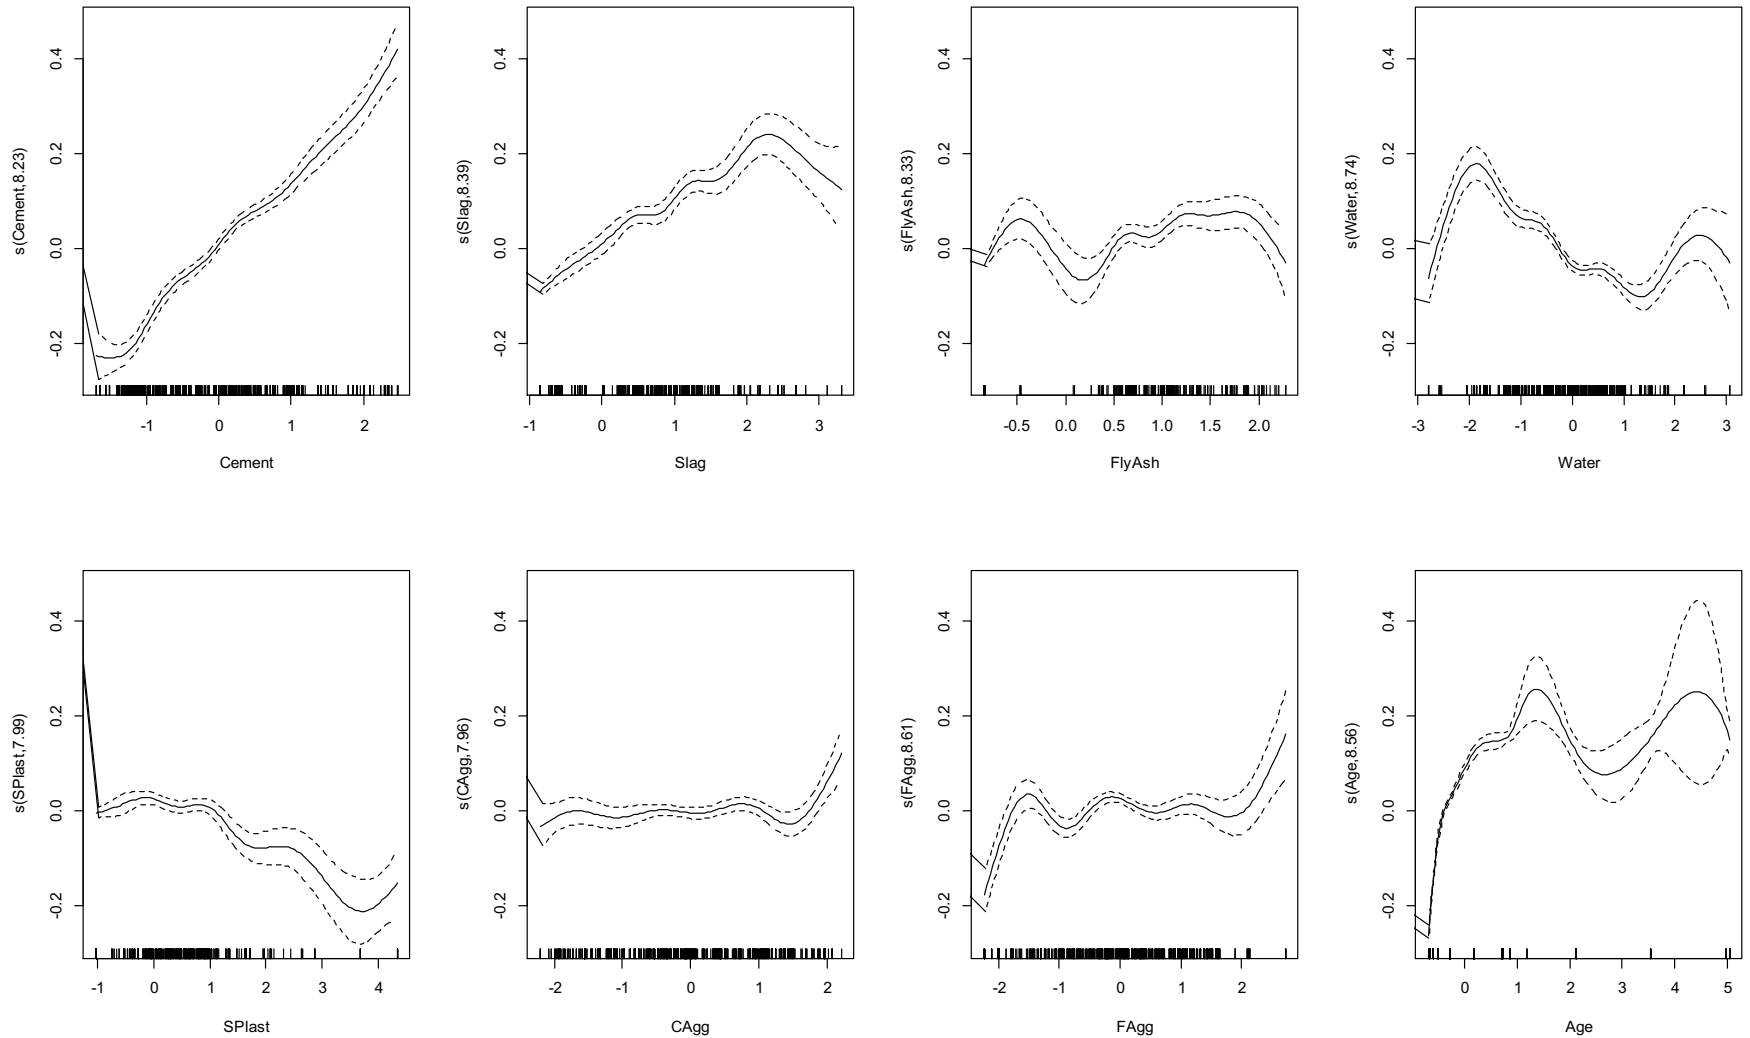 s(Cement,8.23)
0.4
0.2
0.0
-0.2
-1 0 1 2
Cement
s(Slag,8.39)
0.4
0.2
0.0
-0.2
-1 0 1 2 3
Slag
s(FlyAsh,8.33)
0.4
0.2
0.0
-0.2
-0.5 0.0 0.5 1.0 1.5 2.0
FlyAsh
s(Water,8.74)
0.4
0.2
0.0
-0.2
-3 -2 -1 0 1 2 3
Water
s(SPlast,7.99)
0.4
0.2
0.0
-0.2
-1 0 1 2 3 4
SPlast
s(CAgg,7.96)
0.4
0.2
0.0
-0.2
-2 -1 0 1 2
CAgg
s(FAgg,8.61)
0.4
0.2
0.0
-0.2
-2 -1 0 1 2
FAgg
s(Age,8.56)
0.4
0.2
0.0
-0.2
0 1 2 3 4 5
Age